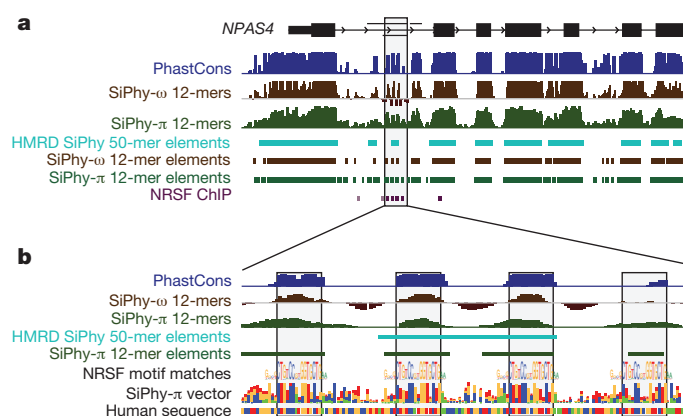 a
NPAS4
PhastCons
SiPhy-ω 12-mers
SiPhy-π 12-mers
HMRD SiPhy 50-mer elements
SiPhy-ω 12-mer elements
SiPhy-π 12-mer elements
NRSF ChIP
b
PhastCons
SiPhy-ω 12-mers
SiPhy-π 12-mers
HMRD SiPhy 50-mer elements
SiPhy-π 12-mer elements
NRSF motif matches
SiPhy-π vector
Human sequence